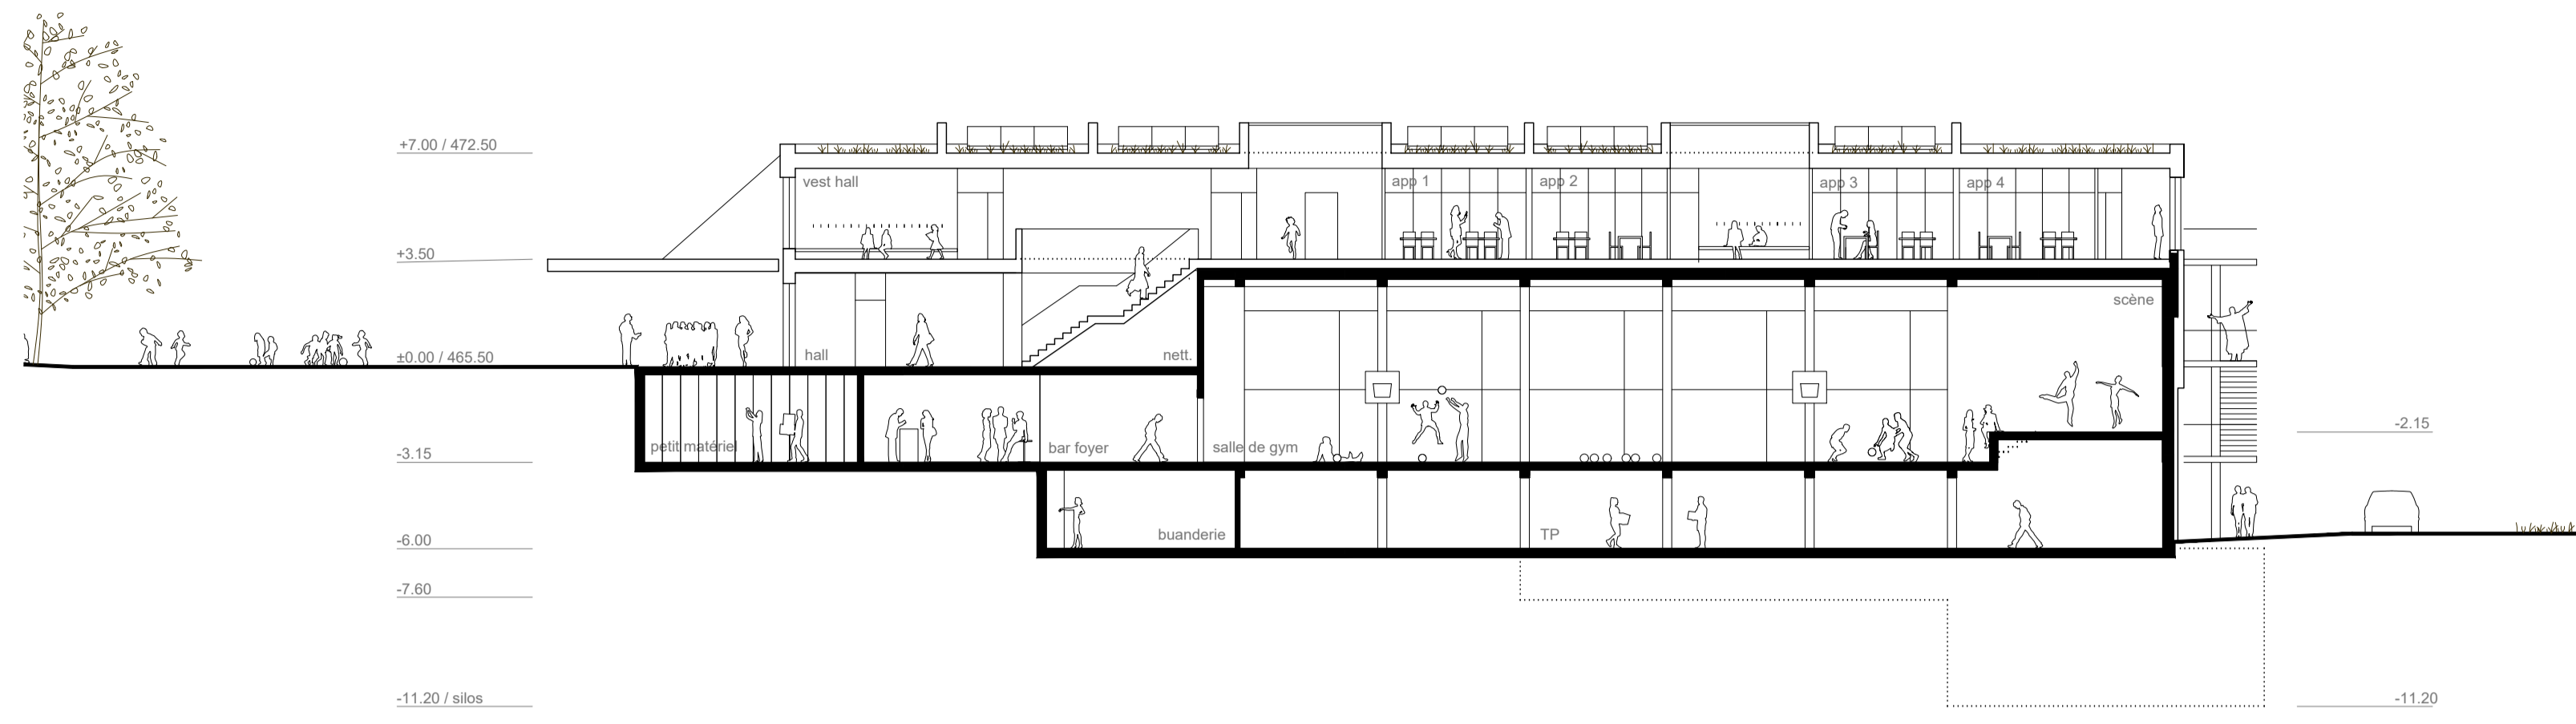 +7.00 / 472.50
vest hall
app 1
app 2
app 3
app 4
+3.50
scène
±0.00 / 465.50
hall
nett.
-2.15
petit matériel
bar foyer
salle de gym
-3.15
buanderie
TP
-6.00
-7.60
-11.20 / silos
-11.20